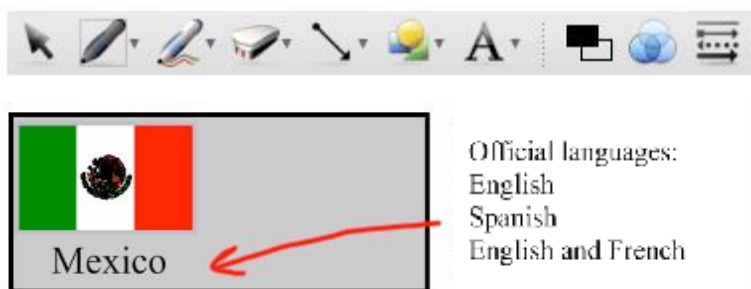 A
Official languages:
English
Spanish
English and French
Mexico